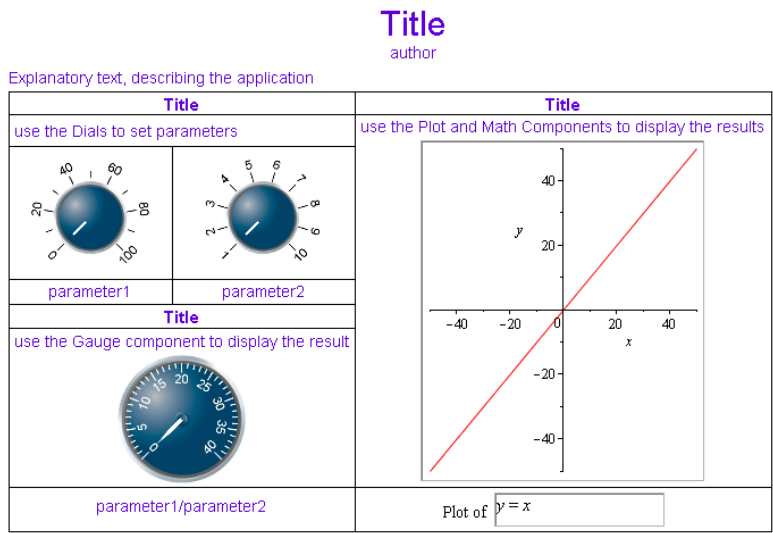 Title
author
Explanatory text, describing the application
Title
use the Dials to set parameters
0 20 40 60 80 100
1 2 3 4 5 6 7 8 9 10
parameter1 parameter2
Title
use the Gauge component to display the result
0 5 10 15 20 25 30 35 40
parameter1/parameter2
Title
use the Plot and Math Components to display the results
40
y
20
-40 -20 0 20 40
x
-20
-40
Plot of y = x